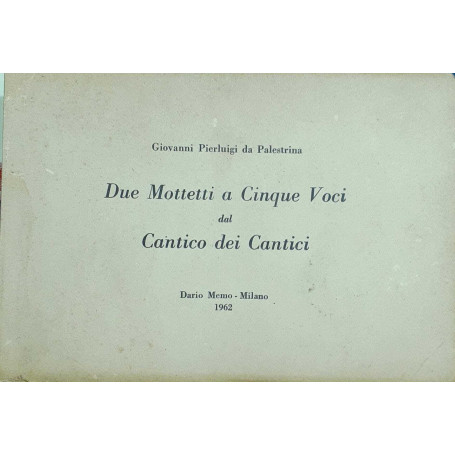 Giovanni Pierluigi da Palestrina
Due Mottetti a Cinque Voci
dal
Cantico dei Cantici
Dario Memo - Milano
1962